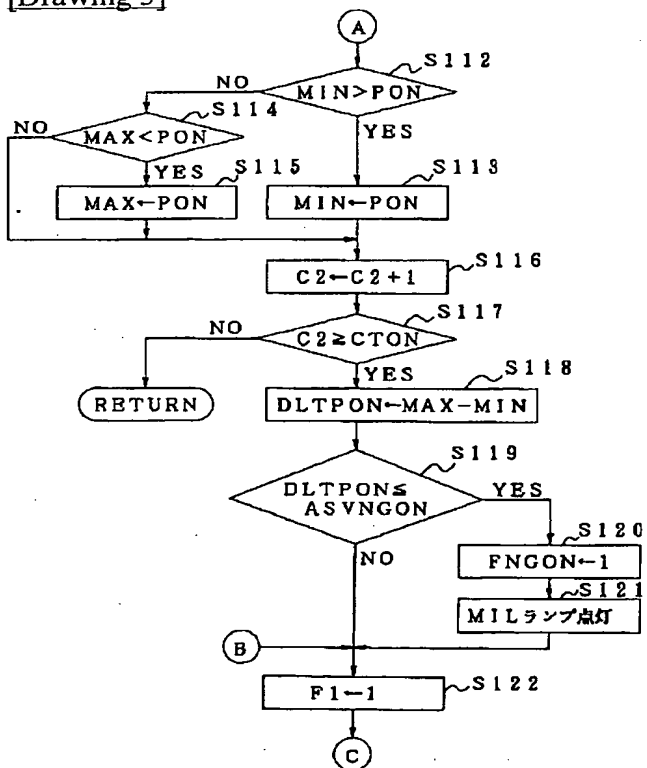 [Drawing 3]
A
S112
MIN>PON
NO
YES
S114
MAX<PON
NO
YES
S115
MAX←PON
S113
MIN←PON
S116
C2←C2+1
S117
C2≧CTON
NO
YES
RETURN
S118
DLTPON←MAX−MIN
S119
DLTPON≦
ASVNGON
YES
NO
S120
FNGON←1
S121
MILランプ点灯
B
F1←1
S122
C